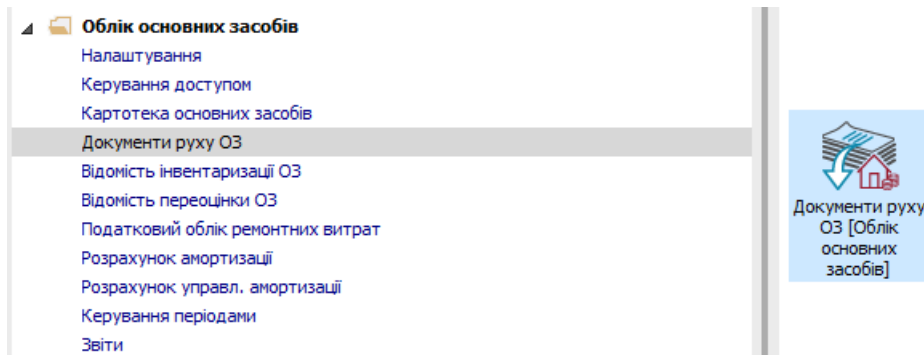 Облік основних засобів
Налаштування
Керування доступом
Картотека основних засобів
Документи руху ОЗ
Відомість інвентаризації ОЗ
Відомість переоцінки ОЗ
Податковий облік ремонтних витрат
Розрахунок амортизації
Розрахунок управл. амортизації
Керування періодами
Звіти
Документи руху
ОЗ [Облік
основних
засобів]